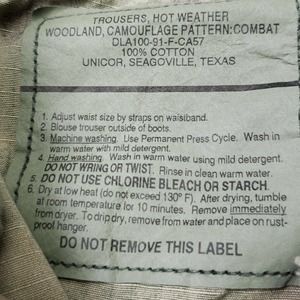 TROUSERS, HOT WEATHER
WOODLAND, CAMOUFLAGE PATTERN:COMBAT
DLA100-91-F-CA57
100% COTTON
UNICOR, SEAGOVILLE, TEXAS
1. Adjust waist size by straps on waistband.
2. Blouse trouser outside of boots.
3. Machine washing. Use Permanent Press Cycle. Wash in
warm water with mild detergent.
4. Hand washing. Wash in warm water using mild detergent.
DO NOT WRING OR TWIST. Rinse in clean warm water.
5. DO NOT USE CHLORINE BLEACH OR STARCH.
6. Dry at low heat (do not exceed 130° F). After drying, tumble
at room temperature for 10 minutes. Remove immediately
from dryer. To drip dry, remove from water and place on rust-
proof hanger.
DO NOT REMOVE THIS LABEL